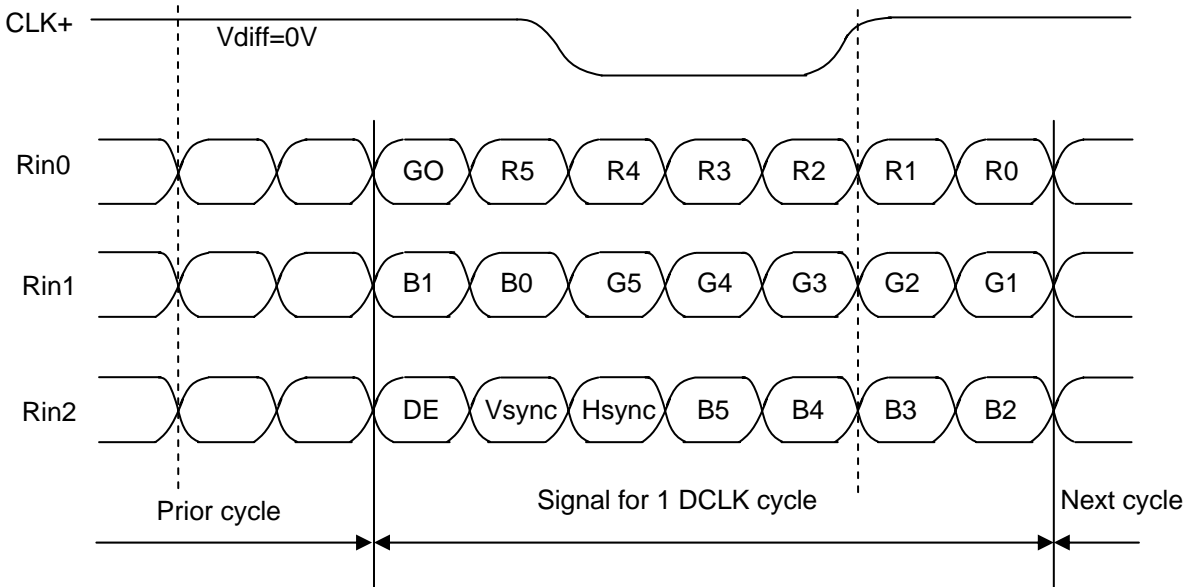 CLK+
Vdiff=0V
Rin0 GO R5 R4 R3 R2 R1 R0
Rin1 B1 B0 G5 G4 G3 G2 G1
Rin2 DE Vsync Hsync B5 B4 B3 B2
Prior cycle Signal for 1 DCLK cycle Next cycle